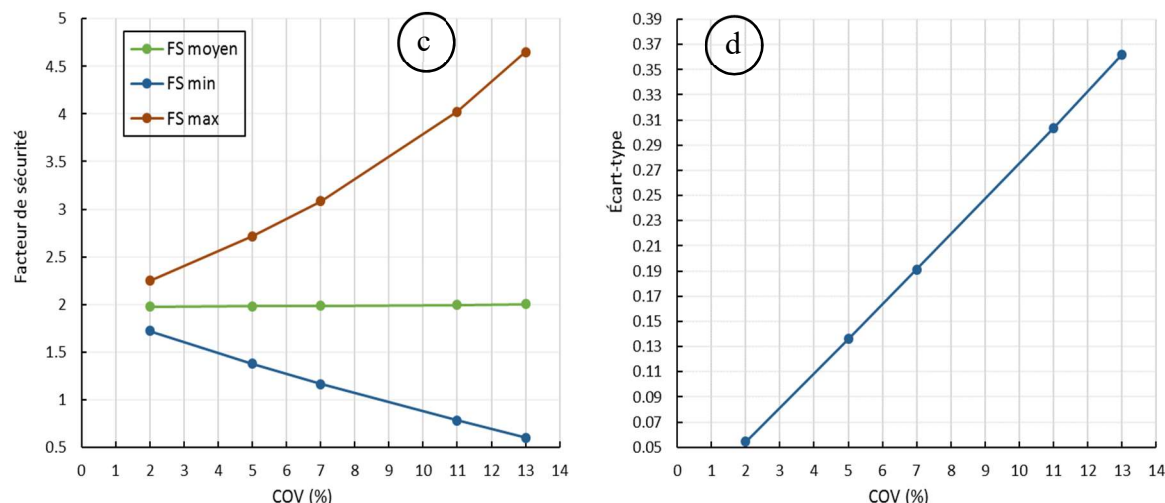 c
FS moyen
FS min
FS max
Facteur de sécurité
5
4.5
4
3.5
3
2.5
2
1.5
1
0.5
0 1 2 3 4 5 6 7 8 9 10 11 12 13 14
COV (%)
d
Écart-type
0.39
0.37
0.35
0.33
0.31
0.29
0.27
0.25
0.23
0.21
0.19
0.17
0.15
0.13
0.11
0.09
0.07
0.05
0 1 2 3 4 5 6 7 8 9 10 11 12 13 14
COV (%)